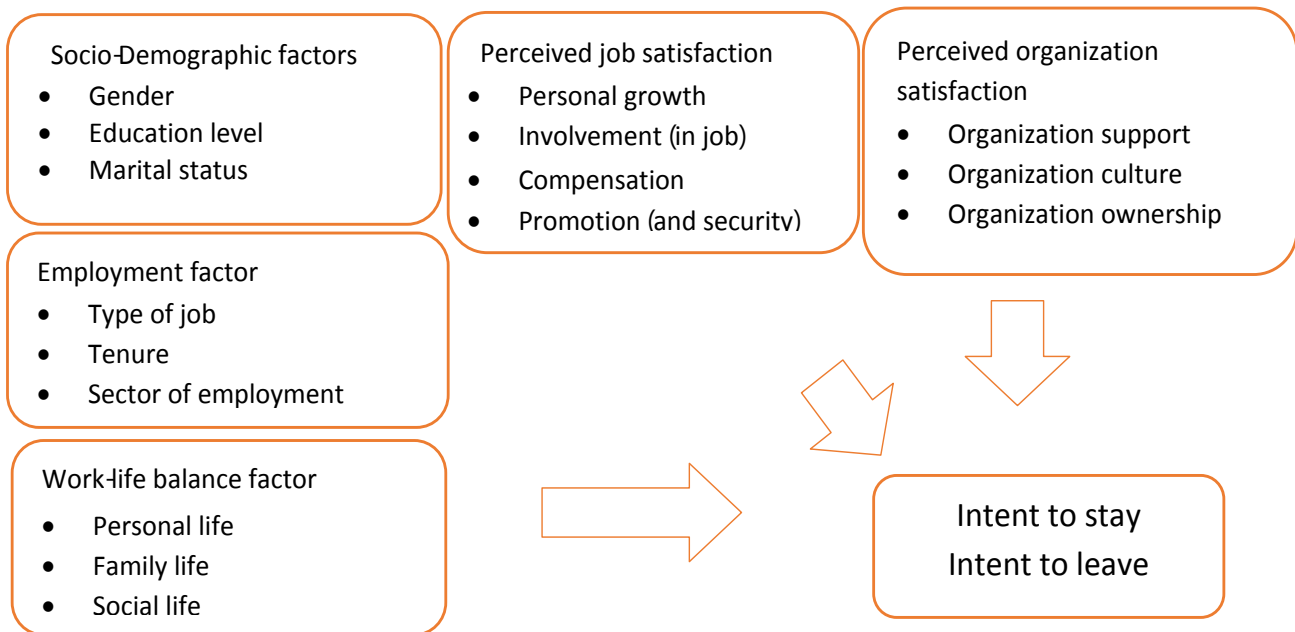 Socio-Demographic factors
• Gender
• Education level
• Marital status
Perceived job satisfaction
• Personal growth
• Involvement (in job)
• Compensation
• Promotion (and security)
Perceived organization
satisfaction
• Organization support
• Organization culture
• Organization ownership
Employment factor
• Type of job
• Tenure
• Sector of employment
Work-life balance factor
• Personal life
• Family life
• Social life
Intent to stay
Intent to leave